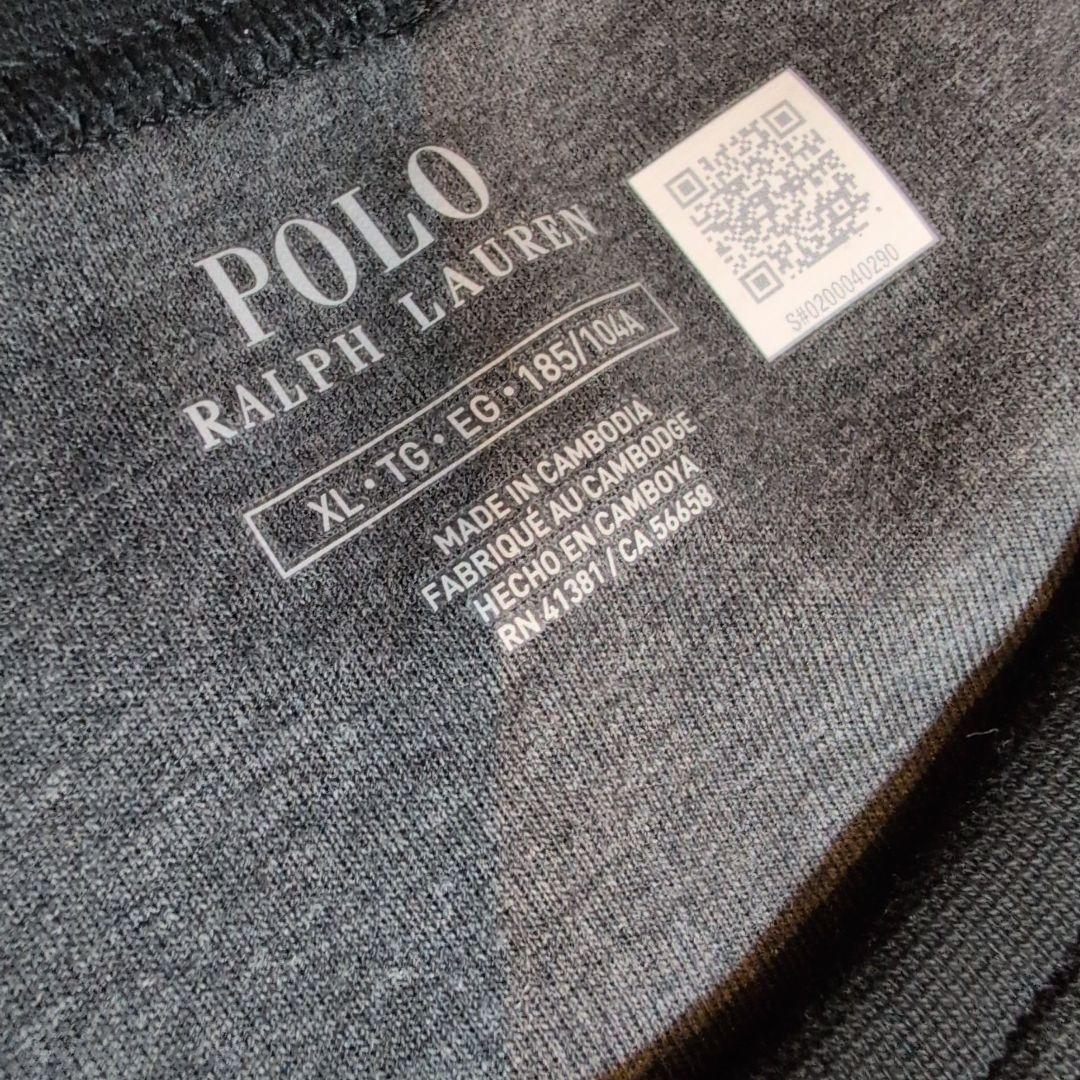 POLO
RALPH LAUREN
XL • TG • EG • 185/104A
MADE IN CAMBODIA
FABRIQUÉ AU CAMBODGE
HECHO EN CAMBOYA
RN 41381 / CA 56658
S#0200040290